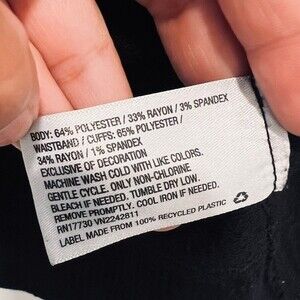 BODY: 64% POLYESTER / 33% RAYON / 3% SPANDEX
WAISTBAND / CUFFS: 65% POLYESTER /
34% RAYON / 1% SPANDEX
EXCLUSIVE OF DECORATION
MACHINE WASH COLD WITH LIKE COLORS.
GENTLE CYCLE. ONLY NON-CHLORINE
BLEACH IF NEEDED. TUMBLE DRY LOW.
REMOVE PROMPTLY. COOL IRON IF NEEDED.
RN17730 VN2242811
LABEL MADE FROM 100% RECYCLED PLASTIC